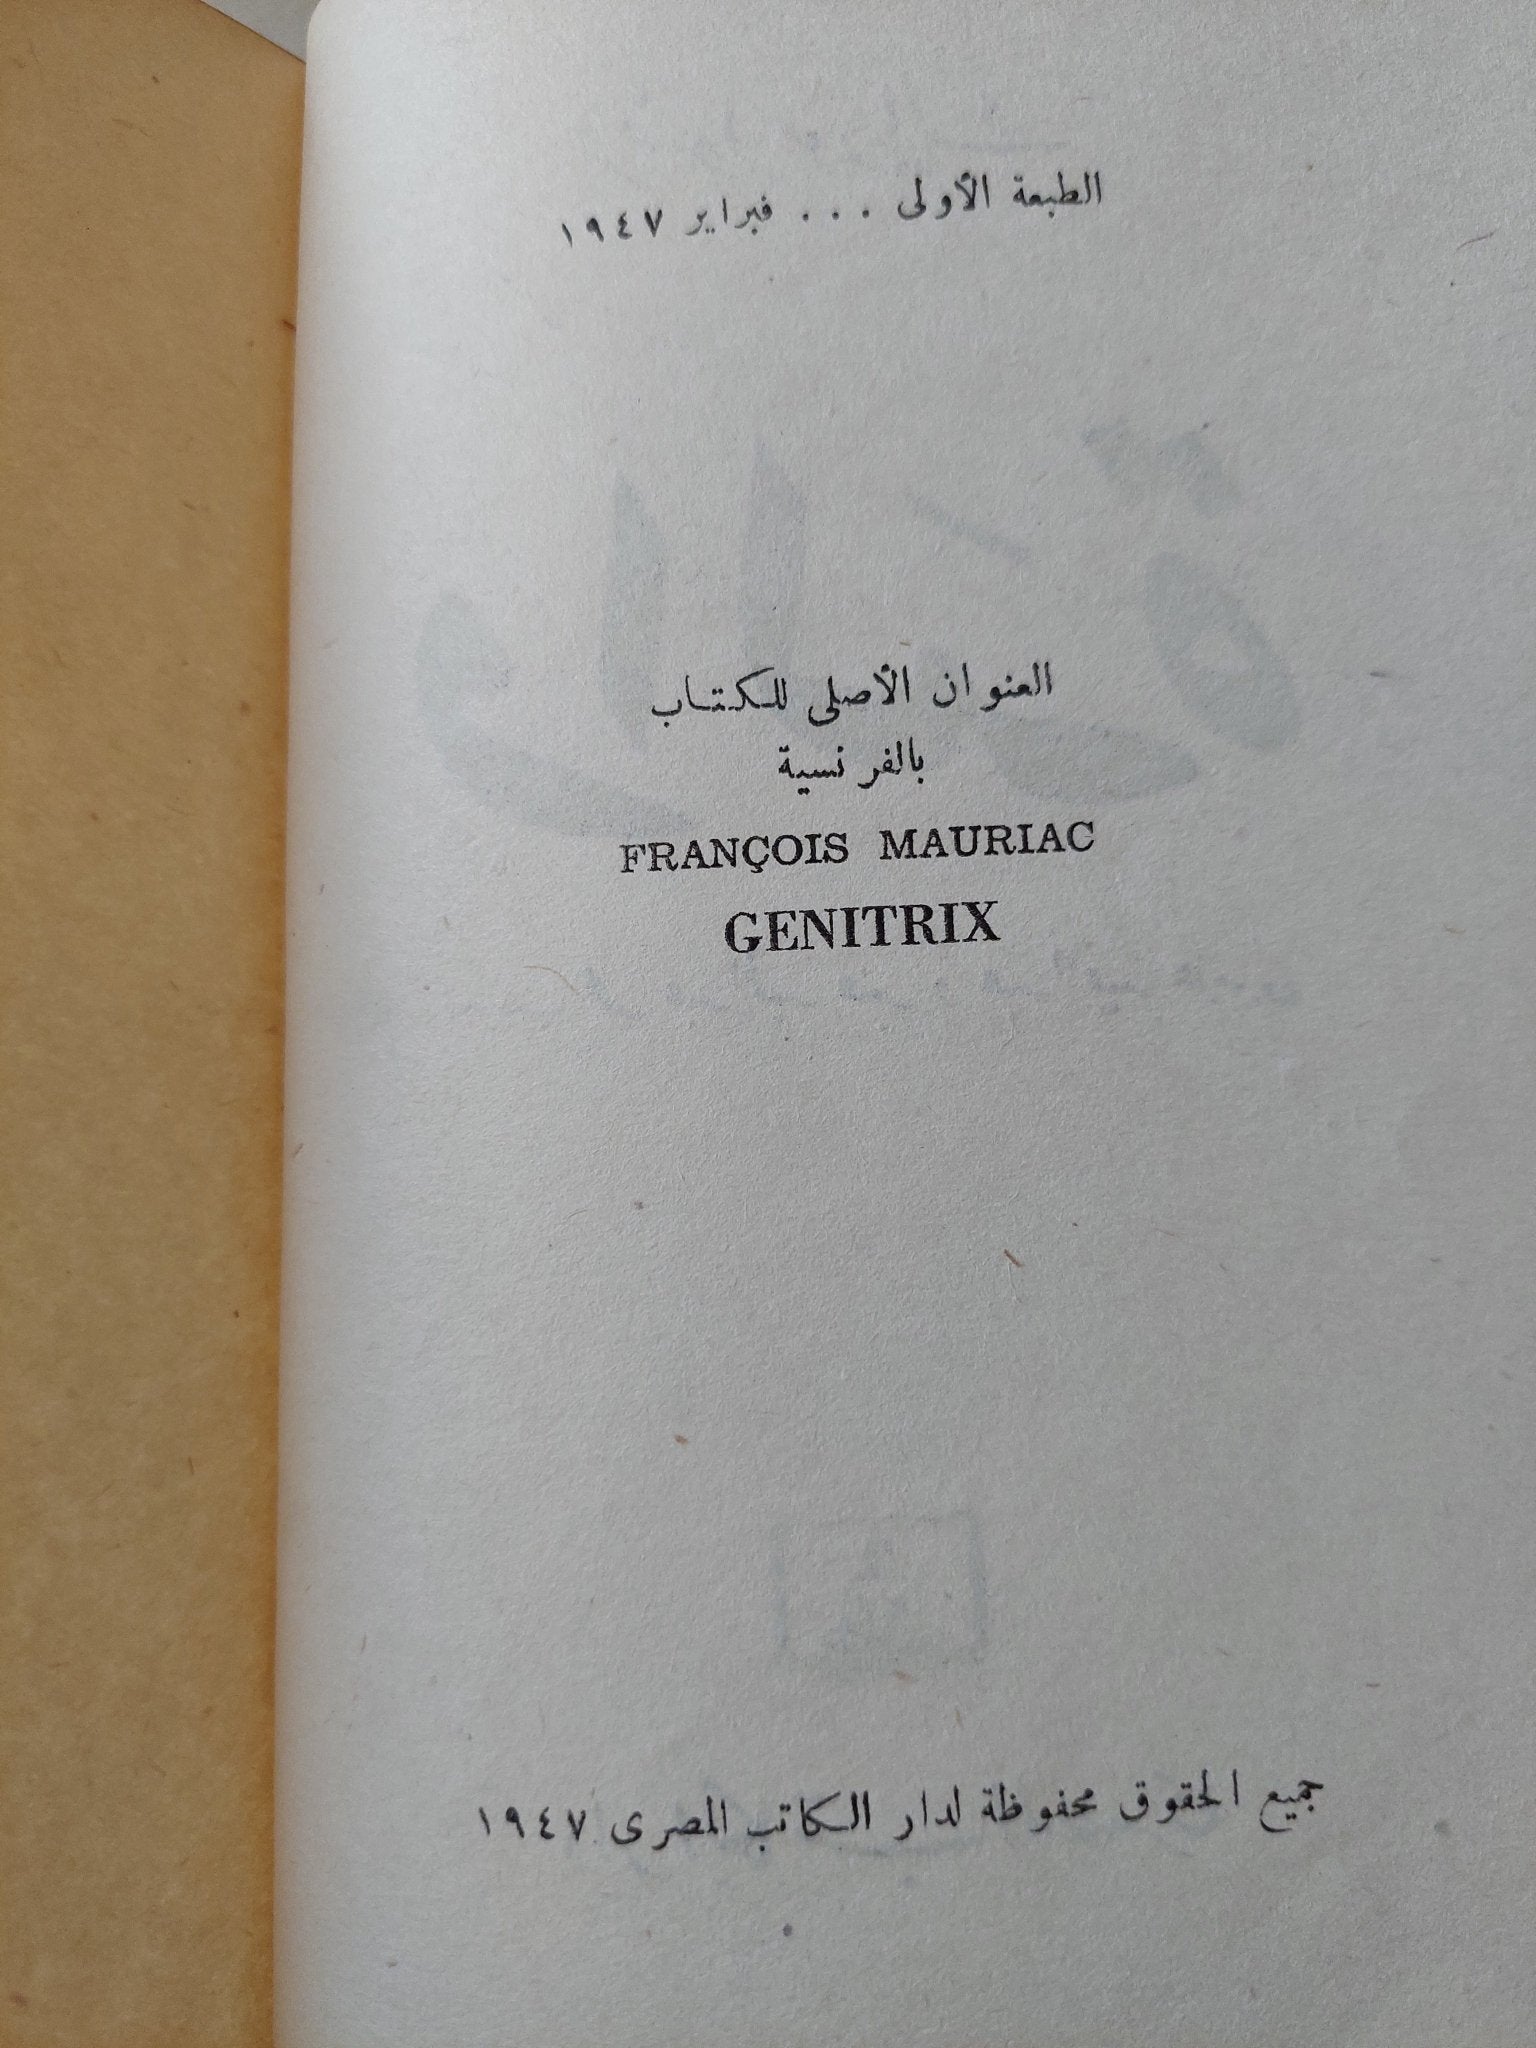 الطبعة الأولى . . . فبراير ١٩٤٧
العنوان الأصلى للكتاب
بالفرنسية
FRANÇOIS MAURIAC
GENITRIX
جميع الحقوق محفوظة لدار الكاتب المصرى ١٩٤٧